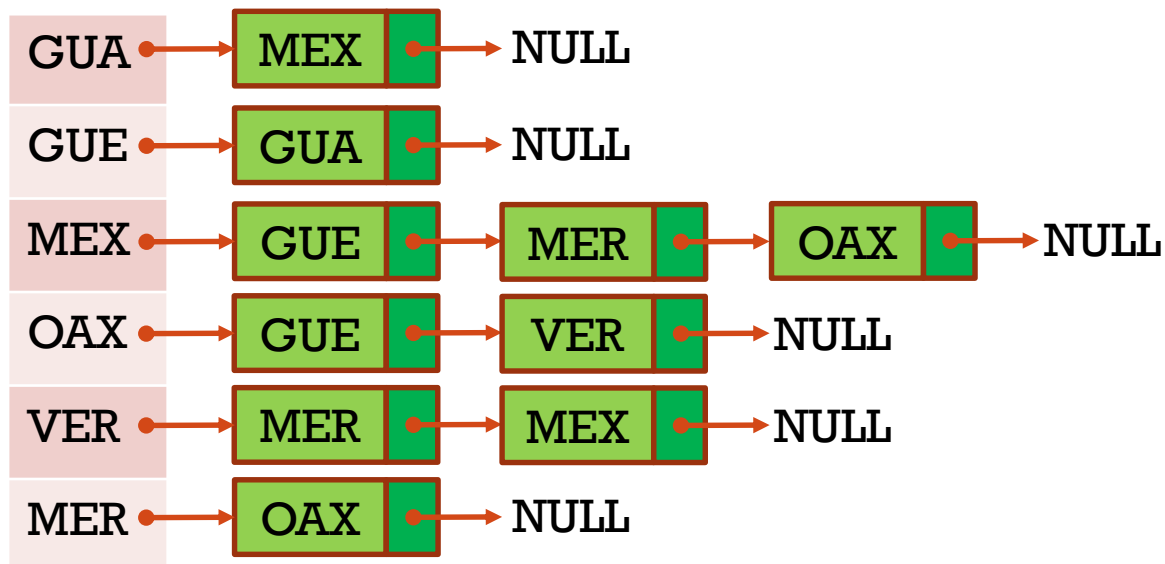 GUA MEX NULL
GUE GUA NULL
MEX GUE MER OAX NULL
OAX GUE VER NULL
VER MER MEX NULL
MER OAX NULL